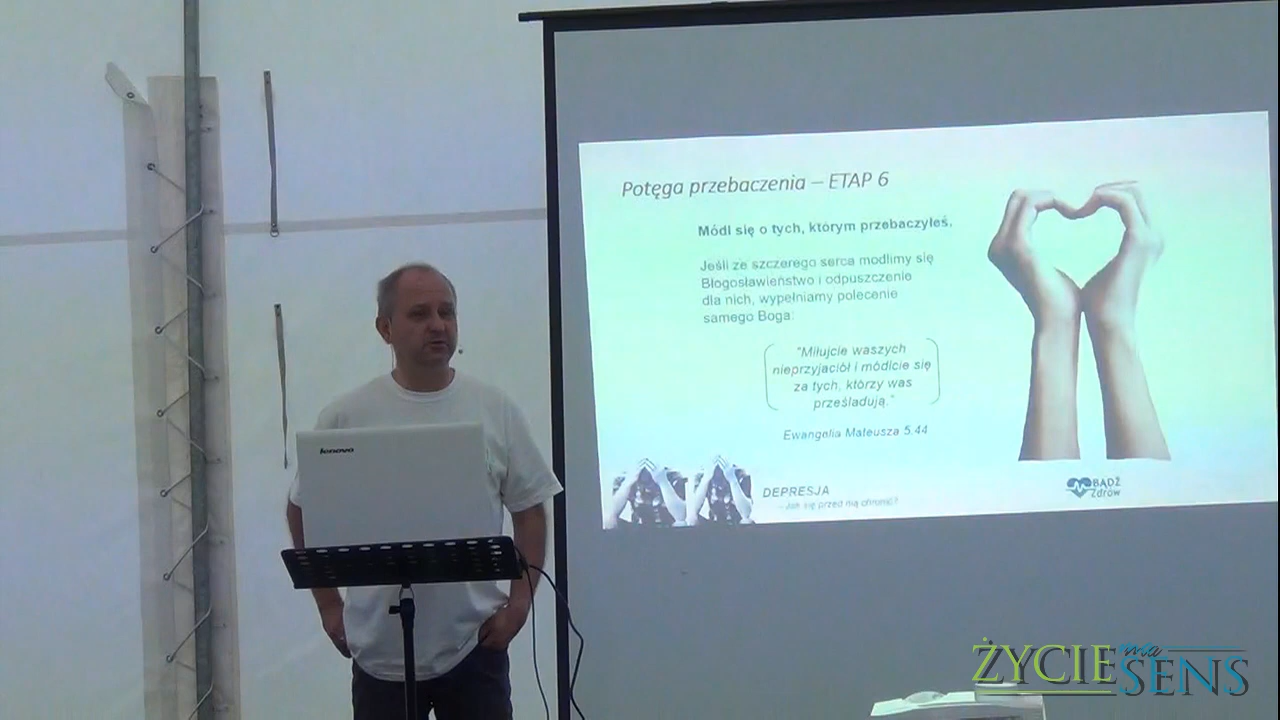 Potęga przebaczenia – ETAP 6
Módl się o tych, którym przebaczyłeś.
Jeśli ze szczerego serca modlimy się
Błogosławieństwo i odpuszczenie
dla nich, wypełniamy polecenie
samego Boga:
"Miłujcie waszych
nieprzyjaciół i módlcie się
za tych, którzy was
prześladują."
Ewangelia Mateusza 5.44
DEPRESJA
– Jak się przed nią chronić?
BĄDŹ
Zdrów
lenovo
ŻYCIE ma
SENS